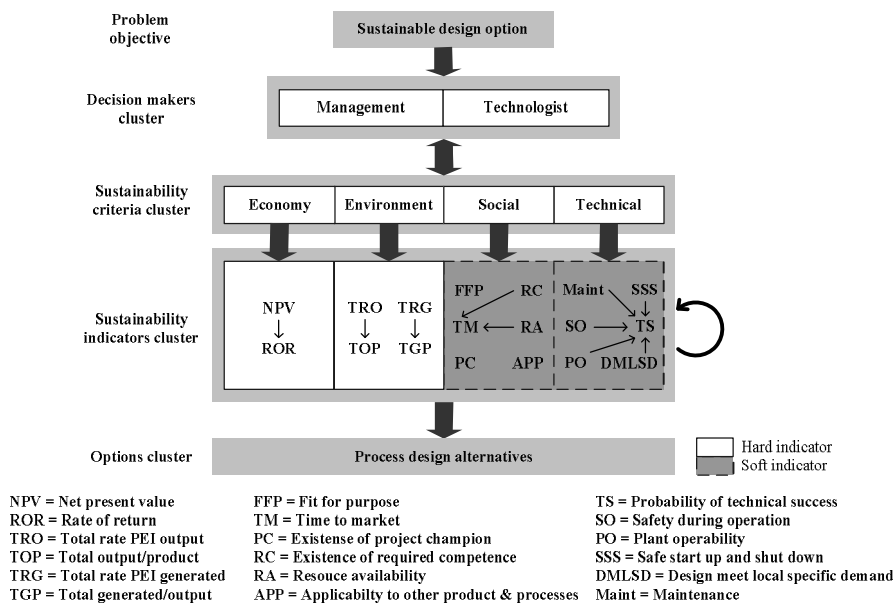 Problem
objective
Sustainable design option
Decision makers
cluster
Management
Technologist
Sustainability
criteria cluster
Economy
Environment
Social
Technical
Sustainability
indicators cluster
NPV
ROR
TRO
TRG
TOP
TGP
FFP
RC
TM
RA
PC
APP
Maint
SSS
SO
TS
PO
DMLSD
Options cluster
Process design alternatives
Hard indicator
Soft indicator
NPV = Net present value
ROR = Rate of return
TRO = Total rate PEI output
TOP = Total output/product
TRG = Total rate PEI generated
TGP = Total generated/output
FFP = Fit for purpose
TM = Time to market
PC = Existense of project champion
RC = Existence of required competence
RA = Resouce availability
APP = Applicabilty to other product & processes
TS = Probability of technical success
SO = Safety during operation
PO = Plant operability
SSS = Safe start up and shut down
DMLSD = Design meet local specific demand
Maint = Maintenance